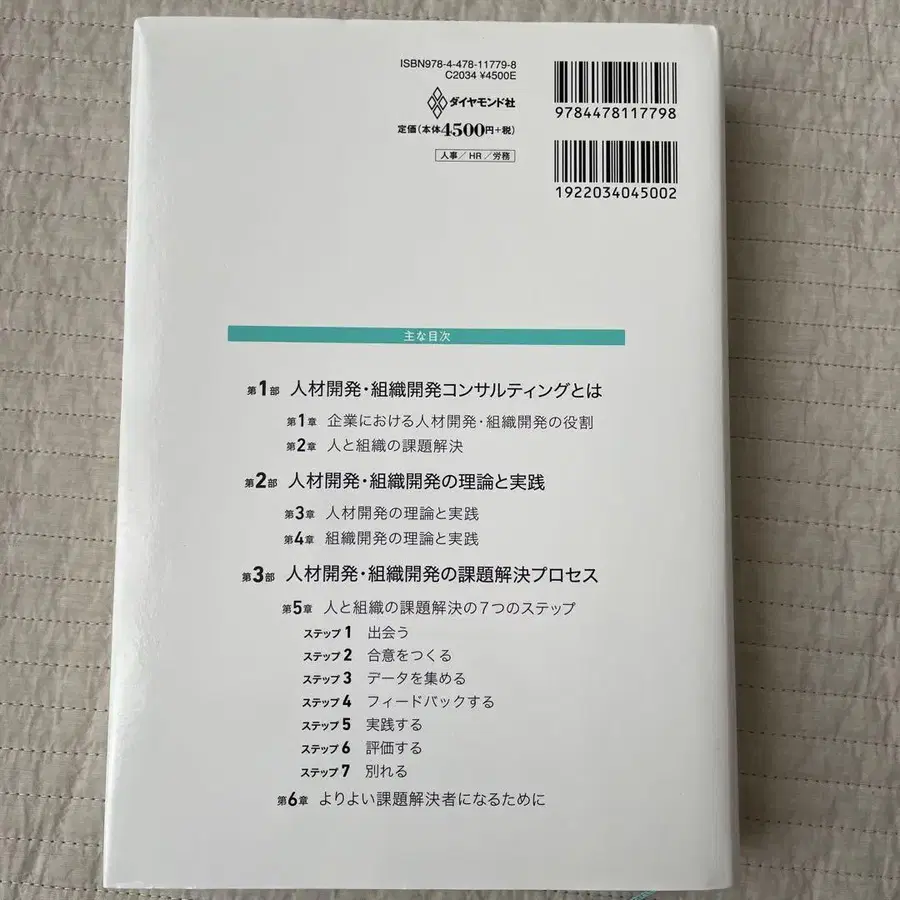 ISBN978-4-478-11779-8
C2034 ¥4500E
ダイヤモンド社
定価(本体4500円+税)
人事/HR/労務
9784478117798
1922034045002
主な目次
第1部 人材開発・組織開発コンサルティングとは
第1章 企業における人材開発・組織開発の役割
第2章 人と組織の課題解決
第2部 人材開発・組織開発の理論と実践
第3章 人材開発の理論と実践
第4章 組織開発の理論と実践
第3部 人材開発・組織開発の課題解決プロセス
第5章 人と組織の課題解決の7つのステップ
ステップ1 出会う
ステップ2 合意をつくる
ステップ3 データを集める
ステップ4 フィードバックする
ステップ5 実践する
ステップ6 評価する
ステップ7 別れる
第6章 よりよい課題解決者になるために